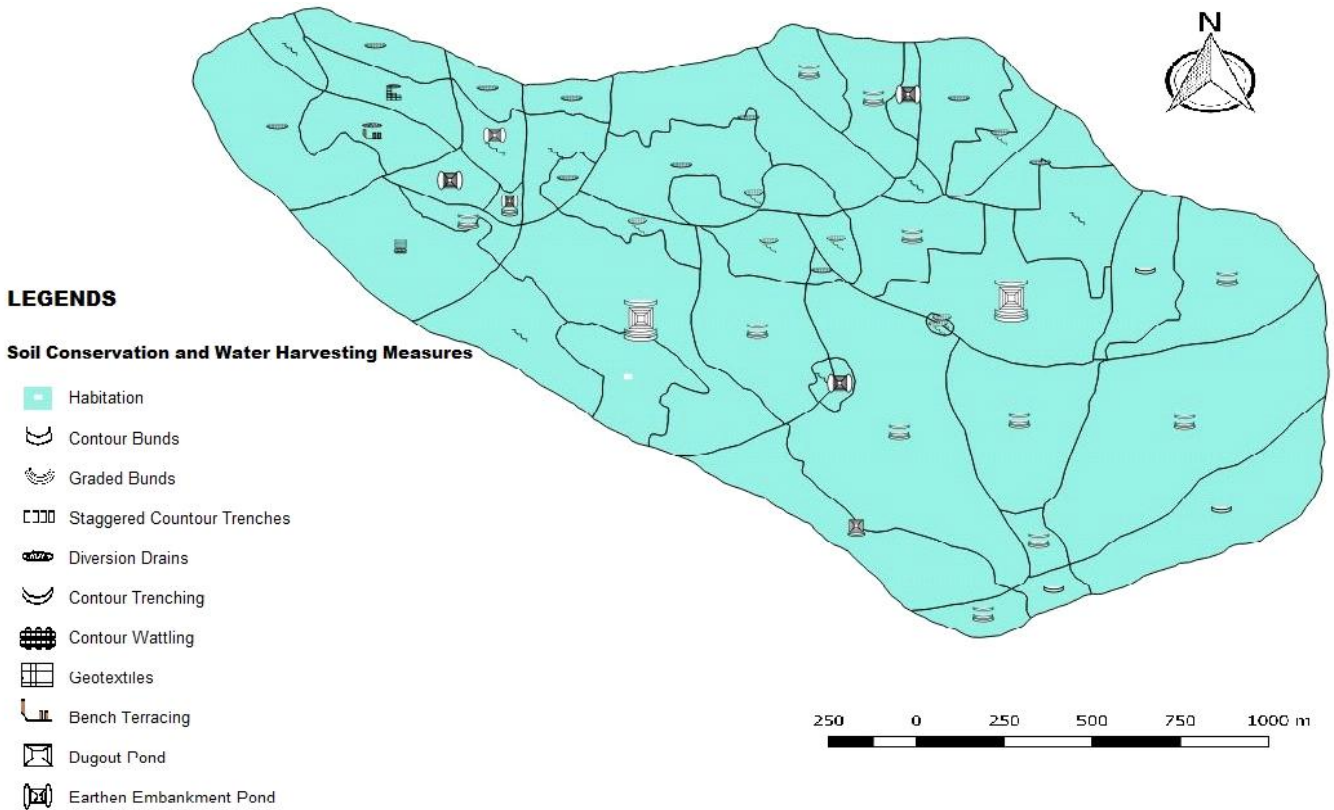 N
LEGENDS
Soil Conservation and Water Harvesting Measures
Habitation
Contour Bunds
Graded Bunds
Staggered Countour Trenches
Diversion Drains
Contour Trenching
Contour Wattling
Geotextiles
Bench Terracing
Dugout Pond
Earthen Embankment Pond
250 0 250 500 750 1000 m